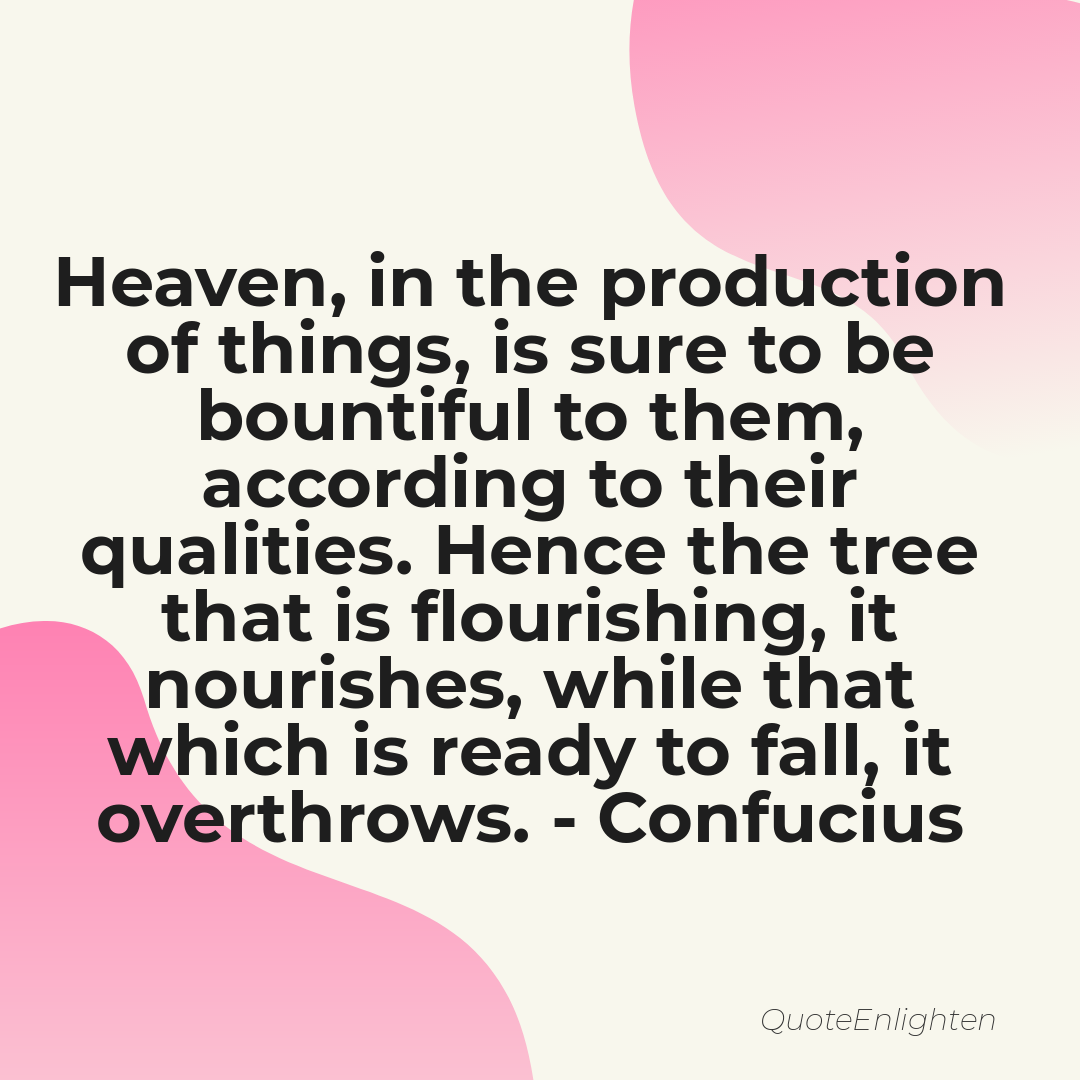 Heaven, in the production
of things, is sure to be
bountiful to them,
according to their
qualities. Hence the tree
that is flourishing, it
nourishes, while that
which is ready to fall, it
overthrows. - Confucius
QuoteEnlighten